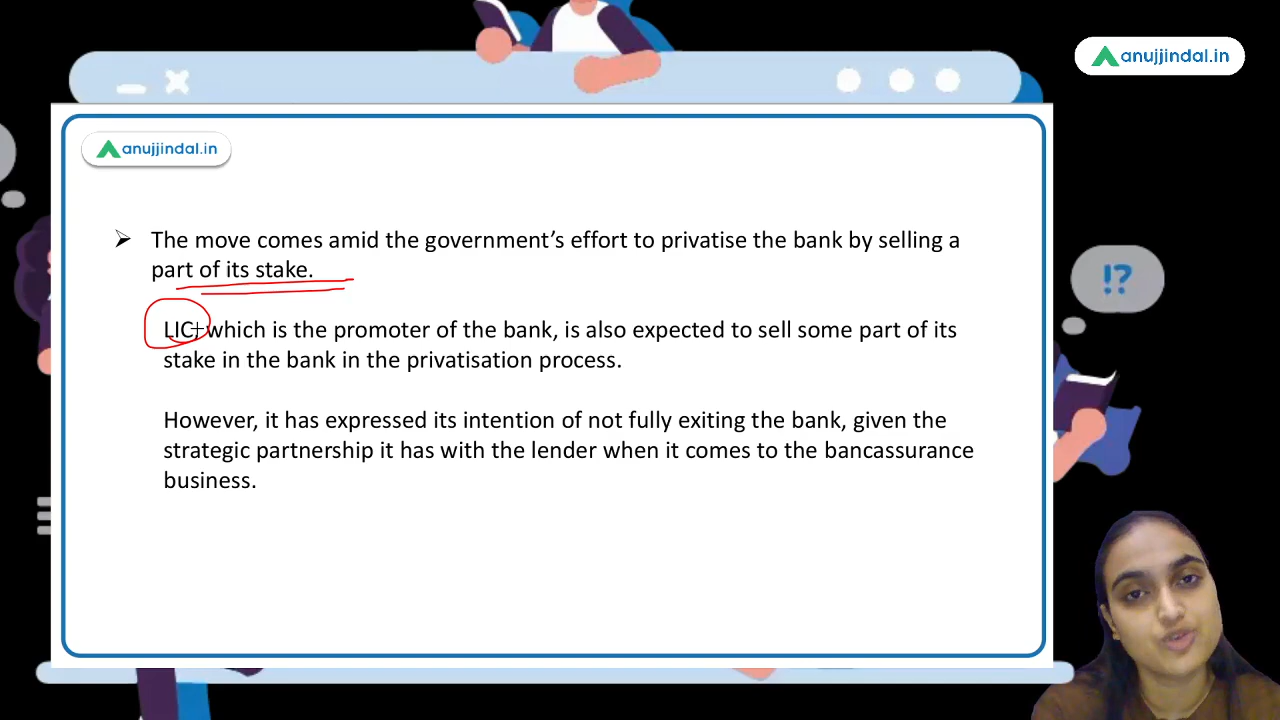 anujjindal.in
anujjindal.in
The move comes amid the government’s effort to privatise the bank by selling a
part of its stake.
LIC, which is the promoter of the bank, is also expected to sell some part of its
stake in the bank in the privatisation process.
However, it has expressed its intention of not fully exiting the bank, given the
strategic partnership it has with the lender when it comes to the bancassurance
business.
!?